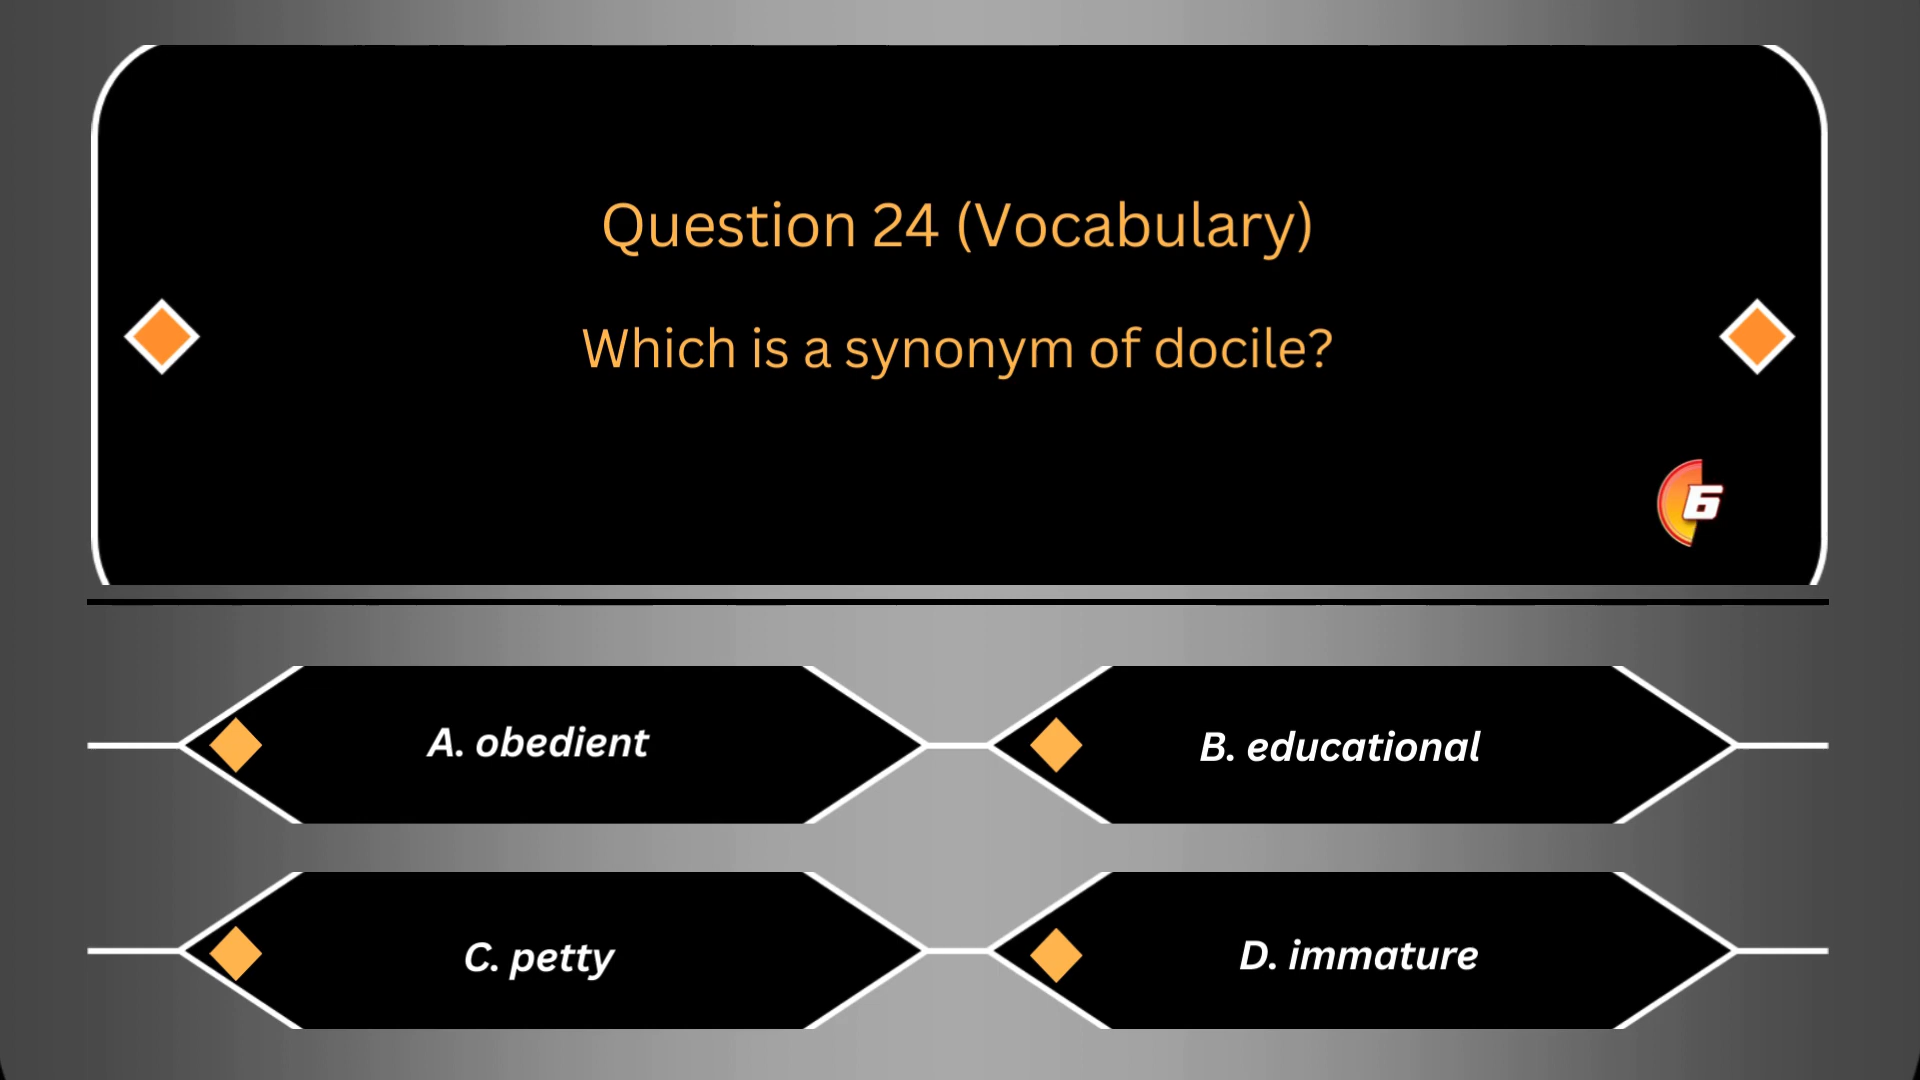 Question 24 (Vocabulary)
Which is a synonym of docile?
6
A. obedient
B. educational
C. petty
D. immature